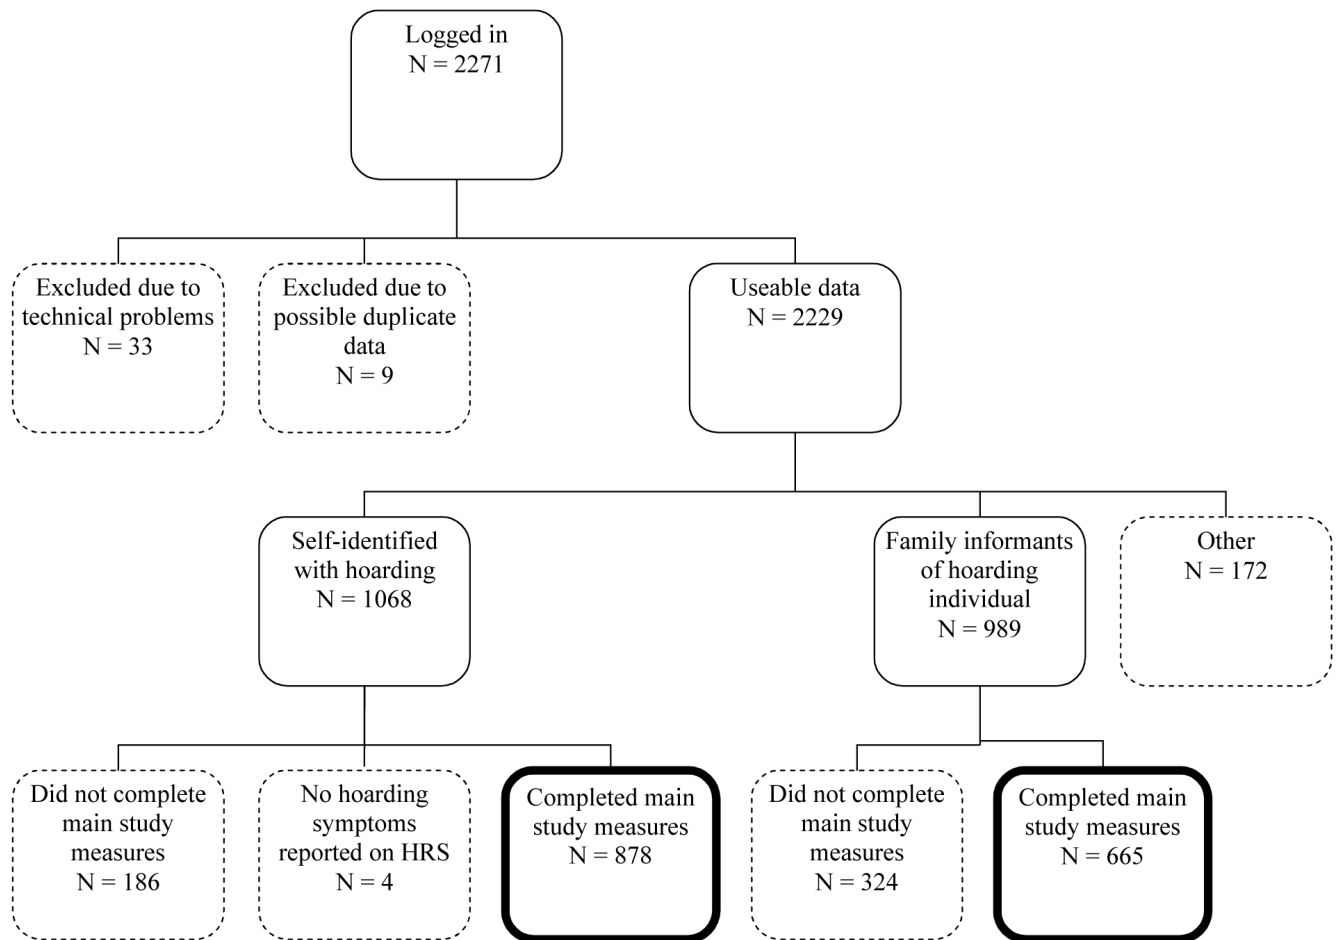 Logged in
N = 2271
Excluded due to
technical problems
N = 33
Excluded due to
possible duplicate
data
N = 9
Useable data
N = 2229
Self-identified
with hoarding
N = 1068
Family informants
of hoarding
individual
N = 989
Other
N = 172
Did not complete
main study
measures
N = 186
No hoarding
symptoms
reported on HRS
N = 4
Completed main
study measures
N = 878
Did not complete
main study
measures
N = 324
Completed main
study measures
N = 665